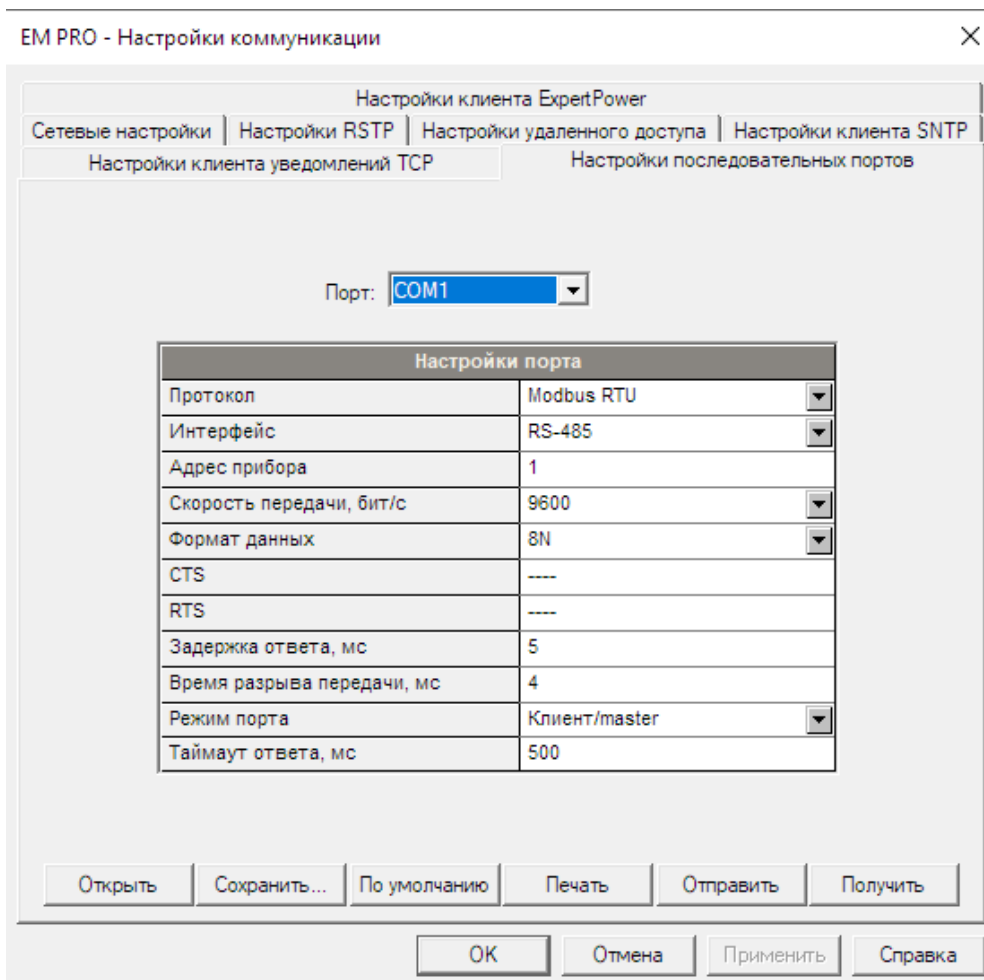 EM PRO - Настройки коммуникации
Настройки клиента ExpertPower
Сетевые настройки Настройки RSTP Настройки удаленного доступа Настройки клиента SNTP
Настройки клиента уведомлений TCP Настройки последовательных портов
Порт: COM1
Настройки порта
Протокол Modbus RTU
Интерфейс RS-485
Адрес прибора 1
Скорость передачи, бит/с 9600
Формат данных 8N
CTS ----
RTS ----
Задержка ответа, мс 5
Время разрыва передачи, мс 4
Режим порта Клиент/master
Таймаут ответа, мс 500
Открыть Сохранить... По умолчанию Печать Отправить Получить
OK Отмена Применить Справка